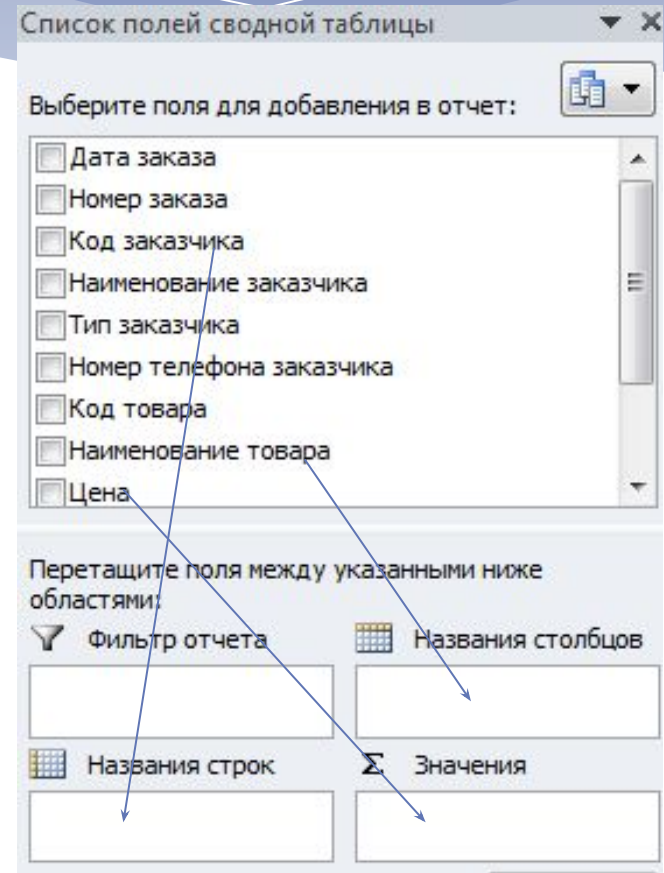 Список полей сводной таблицы
Выберите поля для добавления в отчет:
Дата заказа
Номер заказа
Код заказчика
Наименование заказчика
Тип заказчика
Номер телефона заказчика
Код товара
Наименование товара
Цена
Перетащите поля между указанными ниже
областями:
Фильтр отчета
Названия столбцов
Названия строк
Σ Значения